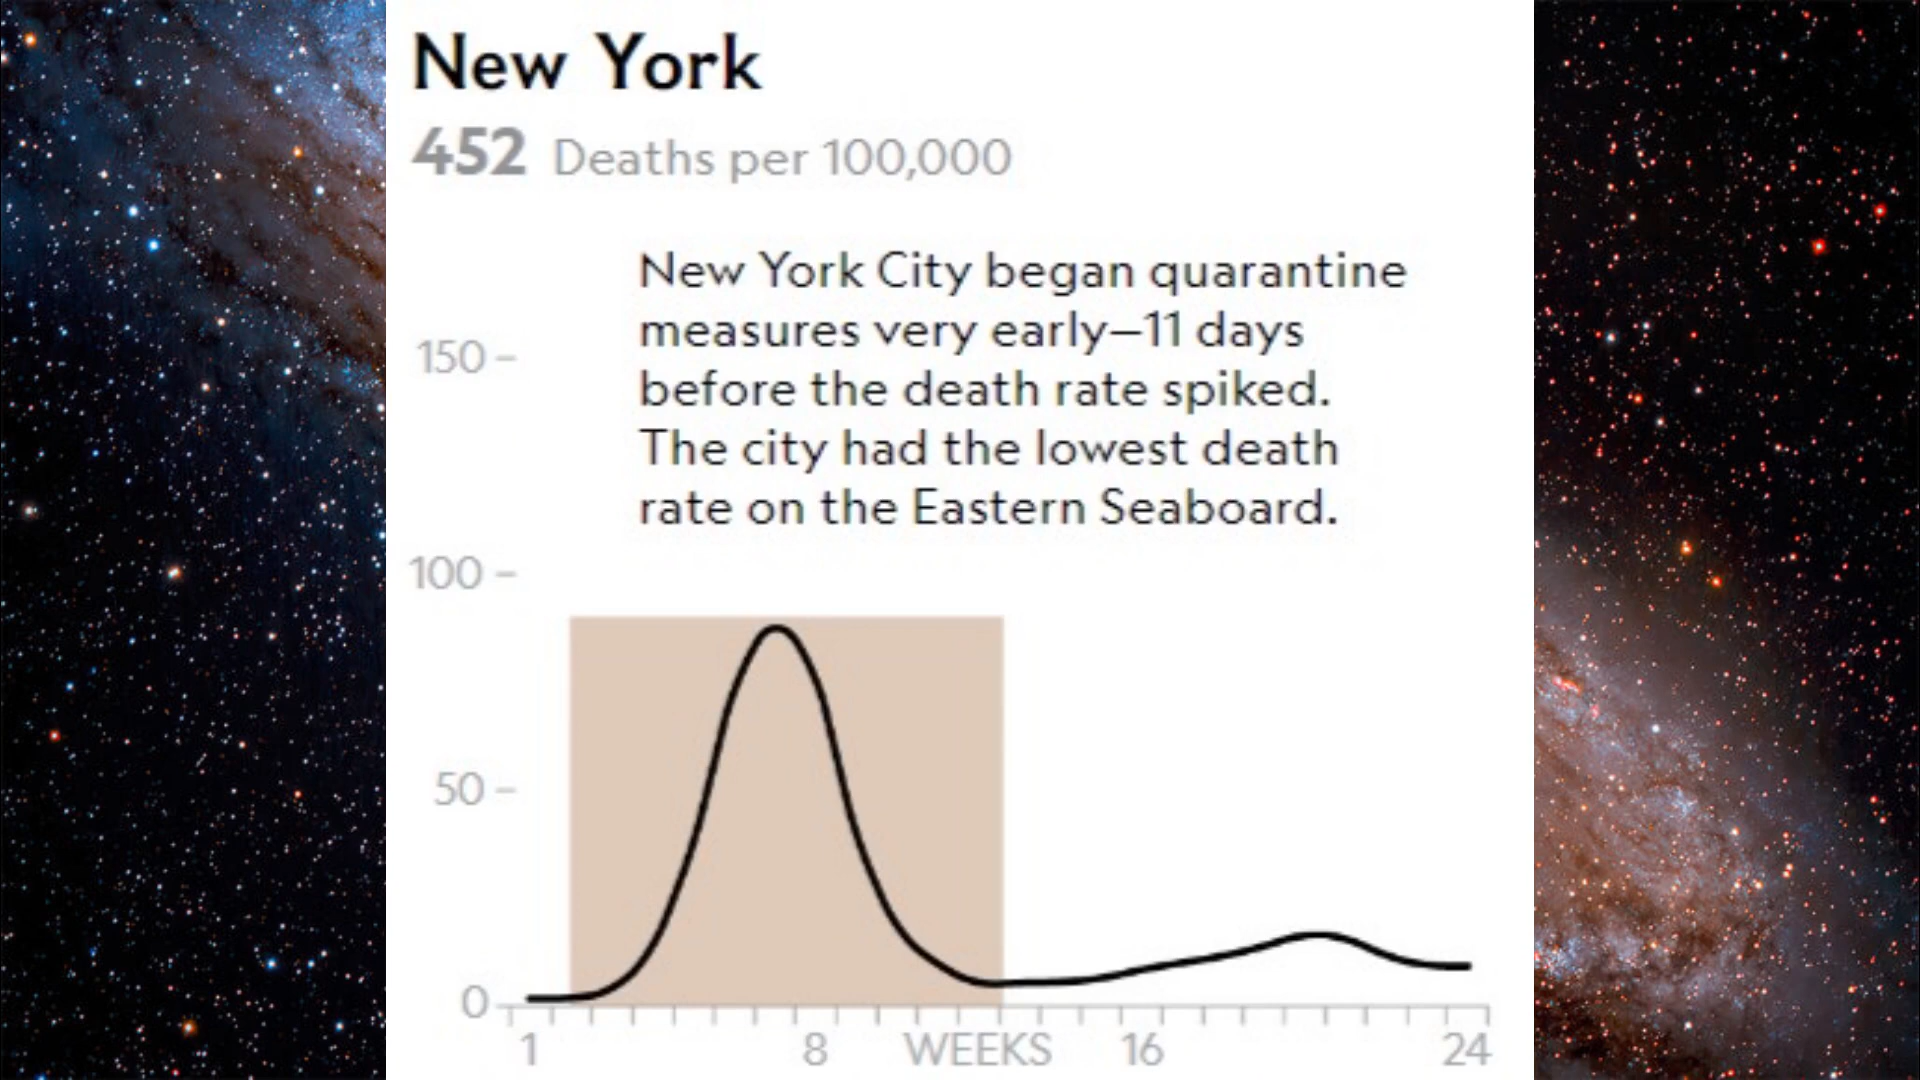 New York
452 Deaths per 100,000
New York City began quarantine
measures very early—11 days
before the death rate spiked.
The city had the lowest death
rate on the Eastern Seaboard.
150
100
50
0
1 8 WEEKS 16 24